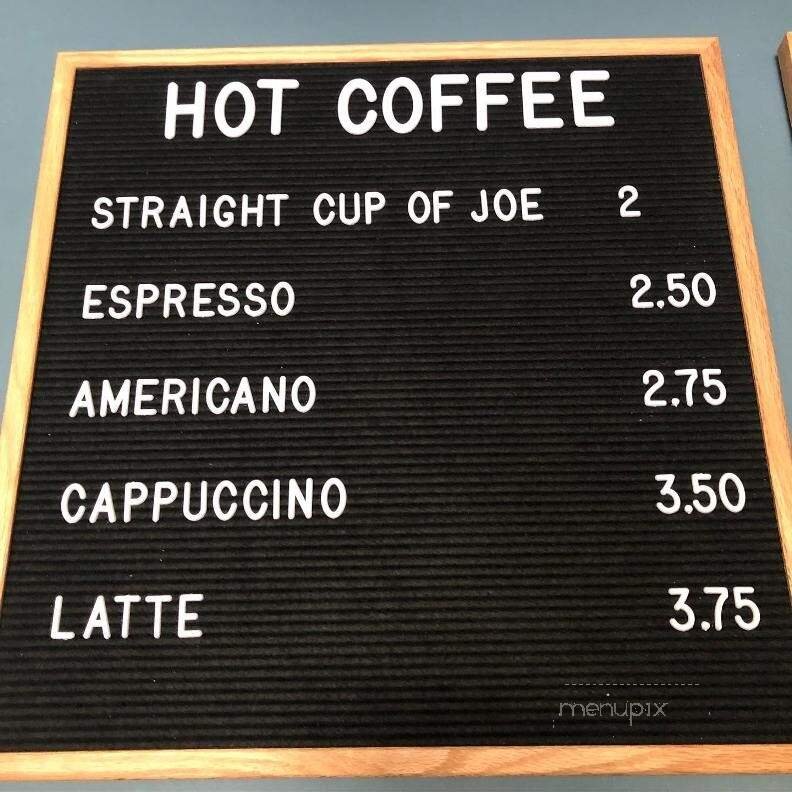 HOT COFFEE
STRAIGHT CUP OF JOE 2
ESPRESSO 2.50
AMERICANO 2.75
CAPPUCCINO 3.50
LATTE 3.75
menupix